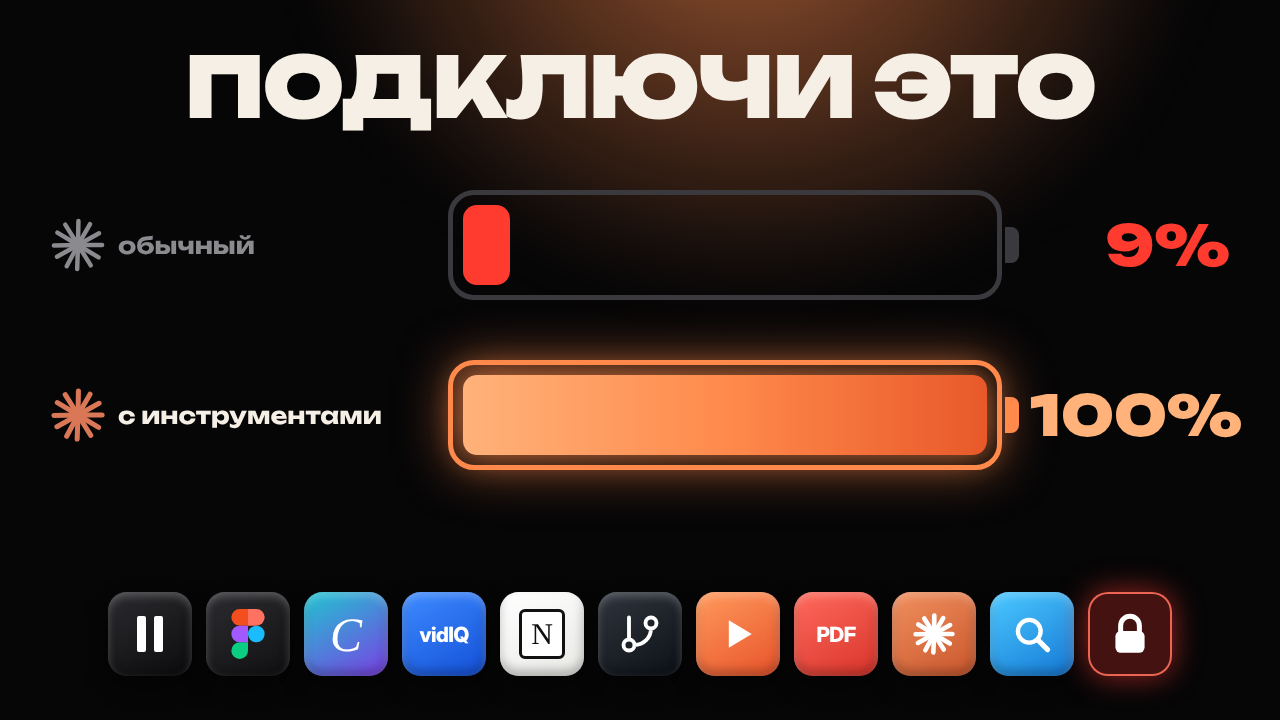 ПОДКЛЮЧИ ЭТО
обычный
9%
с инструментами
100%
C
vidIQ
N
PDF